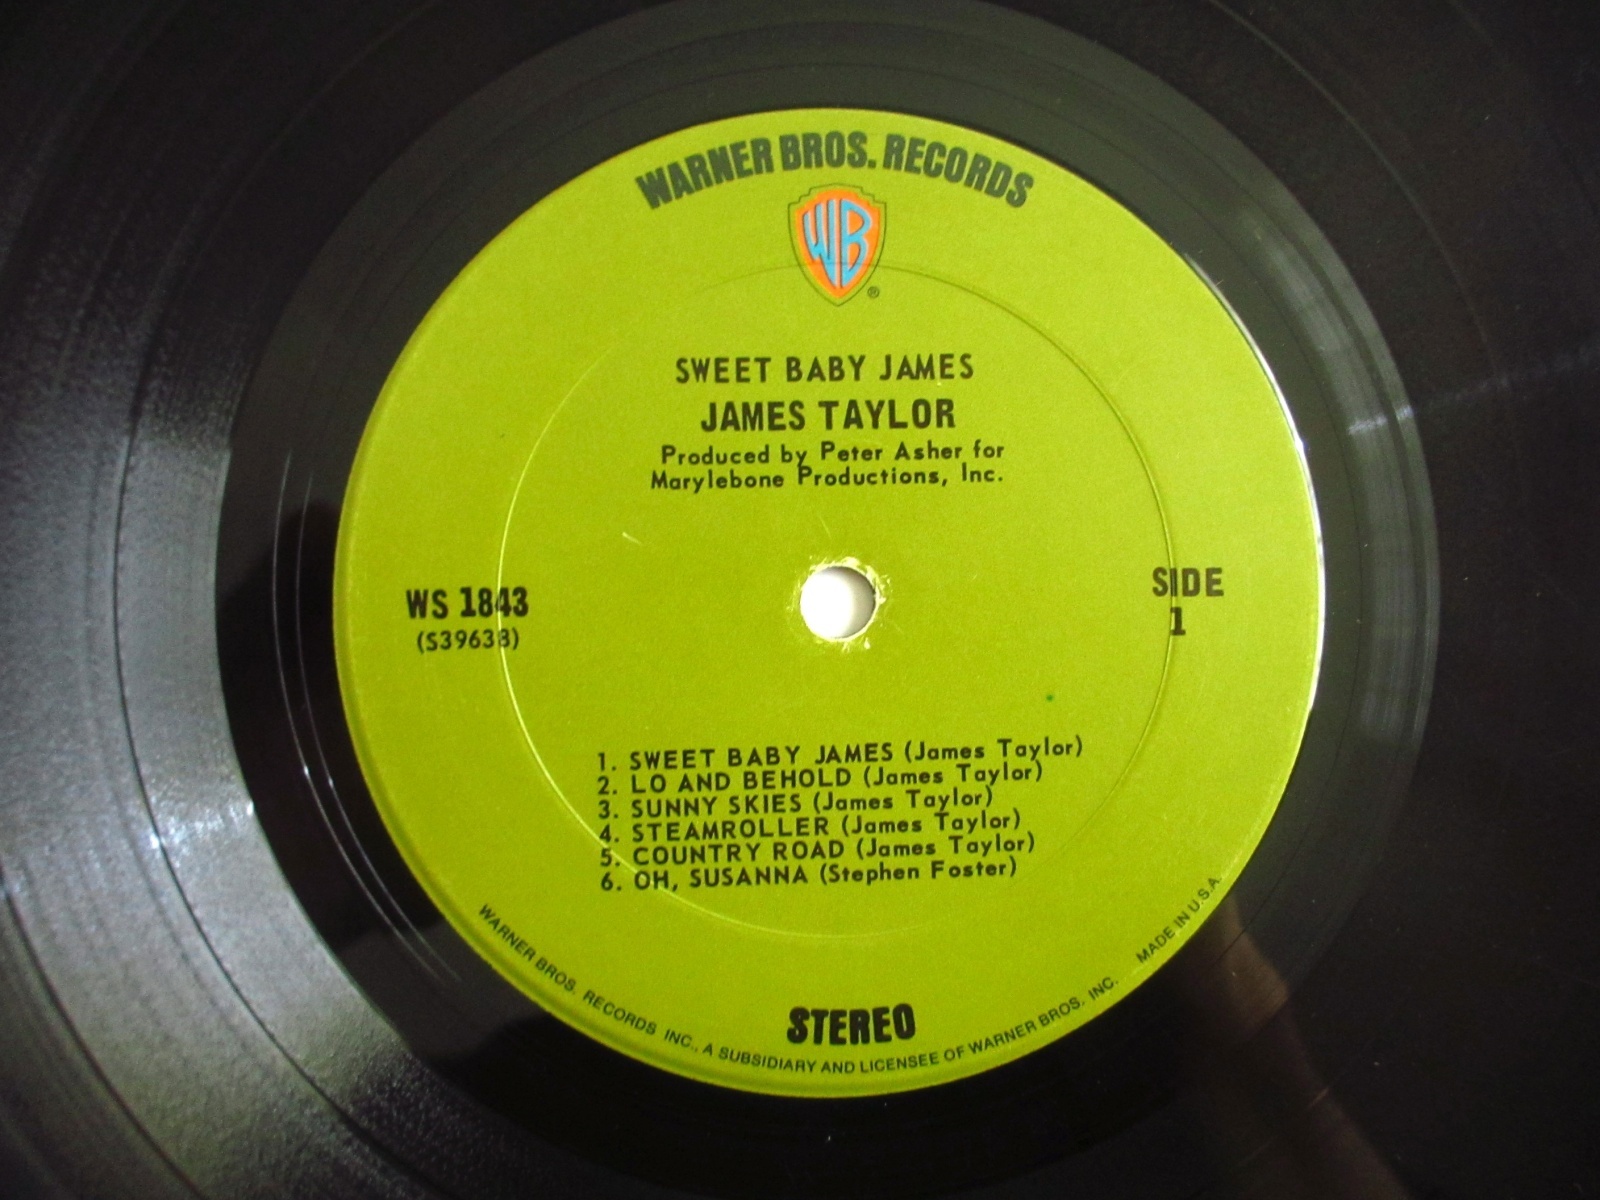 WARNER BROS. RECORDS
WB
®
SWEET BABY JAMES
JAMES TAYLOR
Produced by Peter Asher for
Marylebone Productions, Inc.
WS 1843
(S39638)
SIDE
1
1. SWEET BABY JAMES (James Taylor)
2. LO AND BEHOLD (James Taylor)
3. SUNNY SKIES (James Taylor)
4. STEAMROLLER (James Taylor)
5. COUNTRY ROAD (James Taylor)
6. OH, SUSANNA (Stephen Foster)
STEREO
WARNER BROS. RECORDS INC., A SUBSIDIARY AND LICENSEE OF WARNER BROS. INC. MADE IN U.S.A.